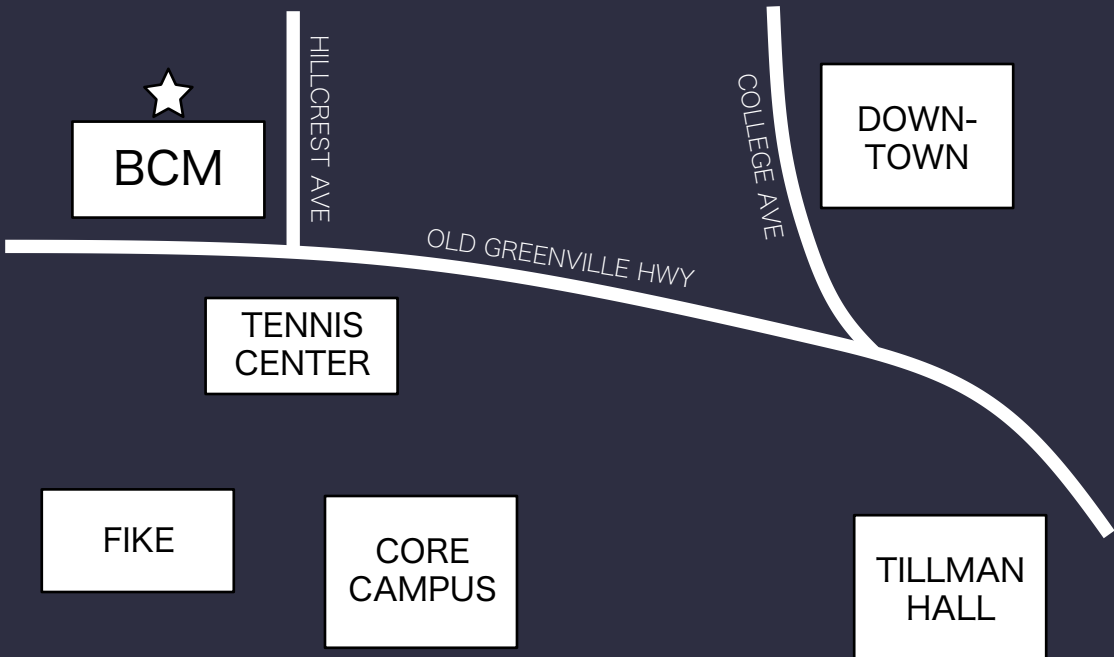 HILLCREST AVE
COLLEGE AVE
DOWN-
TOWN
BCM
OLD GREENVILLE HWY
TENNIS
CENTER
FIKE
CORE
CAMPUS
TILLMAN
HALL